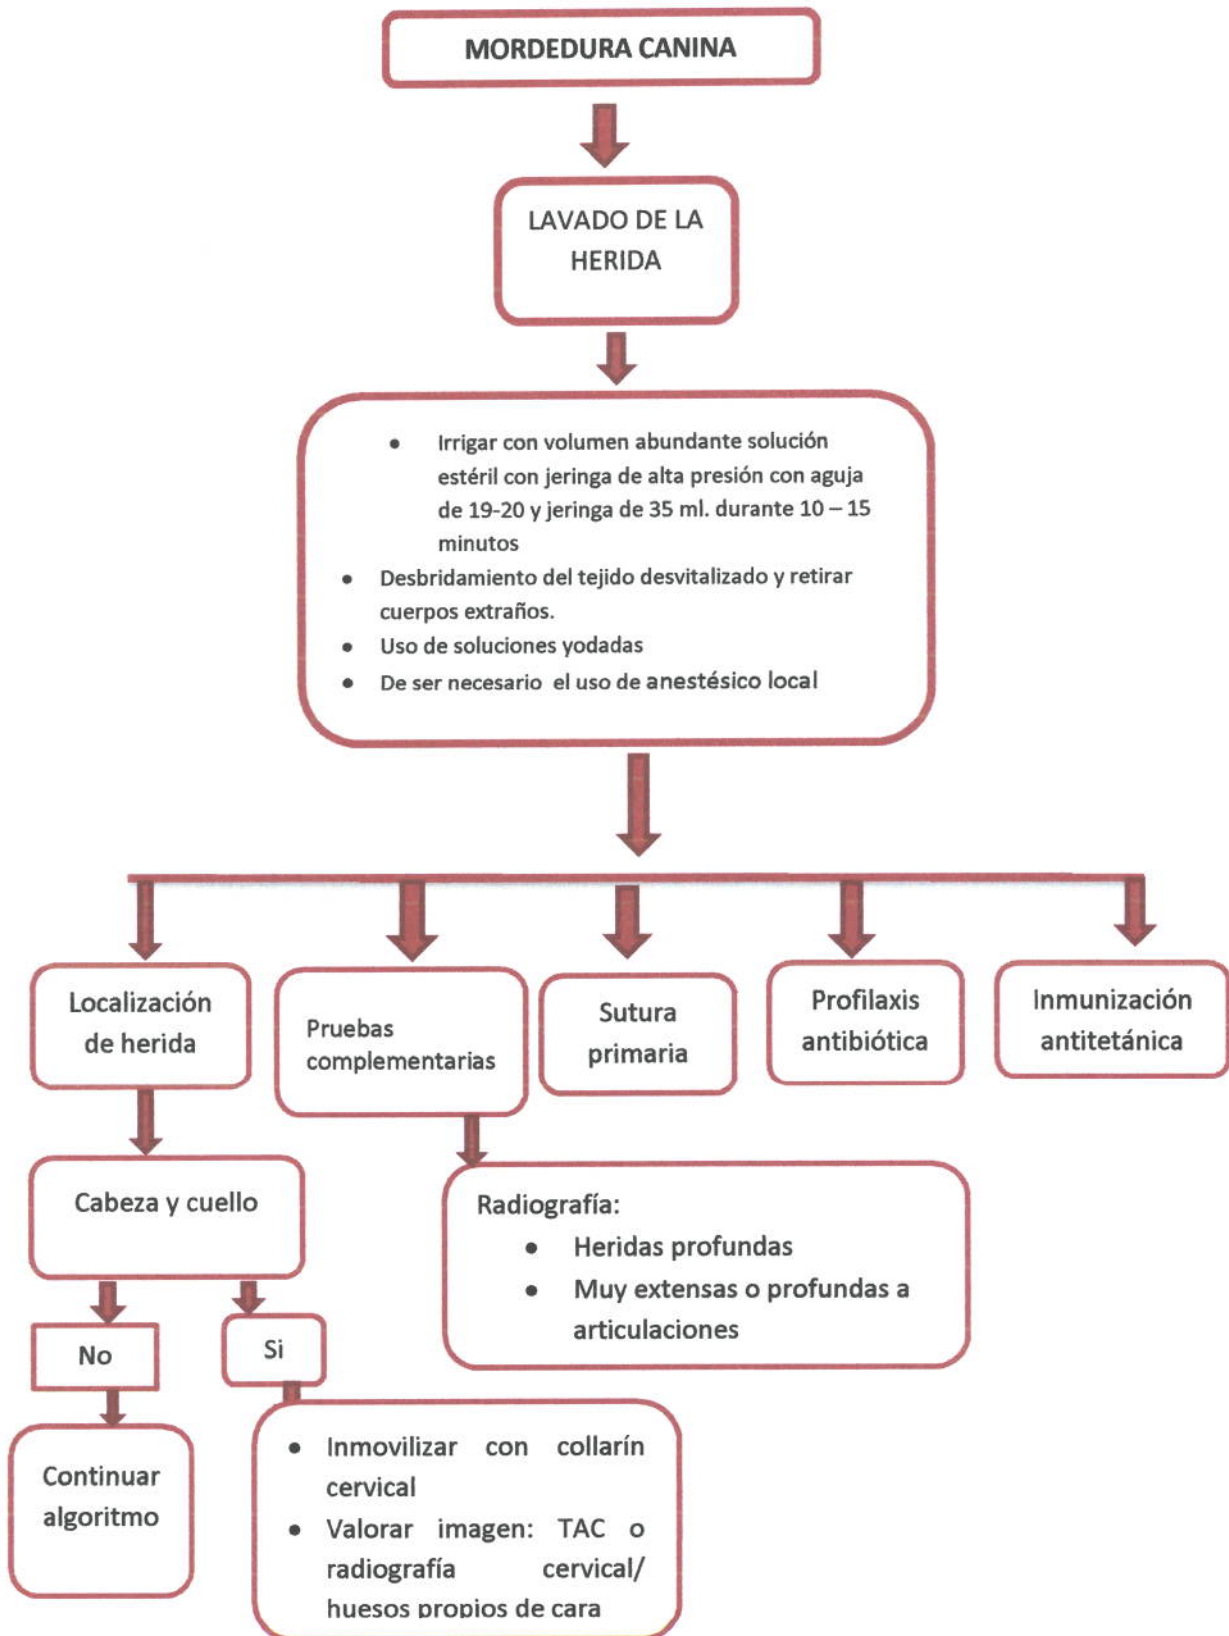 MORDEDURA CANINA
LAVADO DE LA
HERIDA
• Irrigar con volumen abundante solución
estéril con jeringa de alta presión con aguja
de 19-20 y jeringa de 35 ml. durante 10 – 15
minutos
• Desbridamiento del tejido desvitalizado y retirar
cuerpos extraños.
• Uso de soluciones yodadas
• De ser necesario el uso de anestésico local
Localización
de herida
Pruebas
complementarias
Sutura
primaria
Profilaxis
antibiótica
Inmunización
antitetánica
Cabeza y cuello
Radiografía:
• Heridas profundas
• Muy extensas o profundas a
articulaciones
No
Si
Continuar
algoritmo
• Inmovilizar con collarín
cervical
• Valorar imagen: TAC o
radiografía cervical/
huesos propios de cara